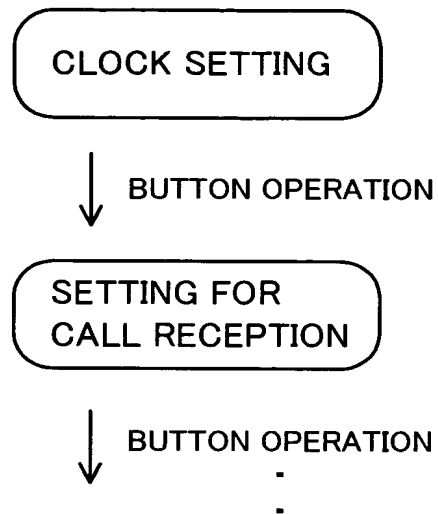 CLOCK SETTING
BUTTON OPERATION
SETTING FOR
CALL RECEPTION
BUTTON OPERATION